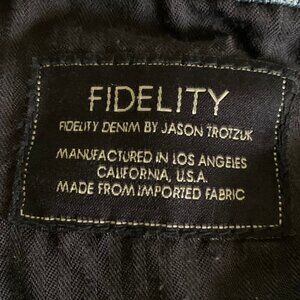 FIDELITY
FIDELITY DENIM BY JASON TROTZUK
MANUFACTURED IN LOS ANGELES
CALIFORNIA, U.S.A.
MADE FROM IMPORTED FABRIC